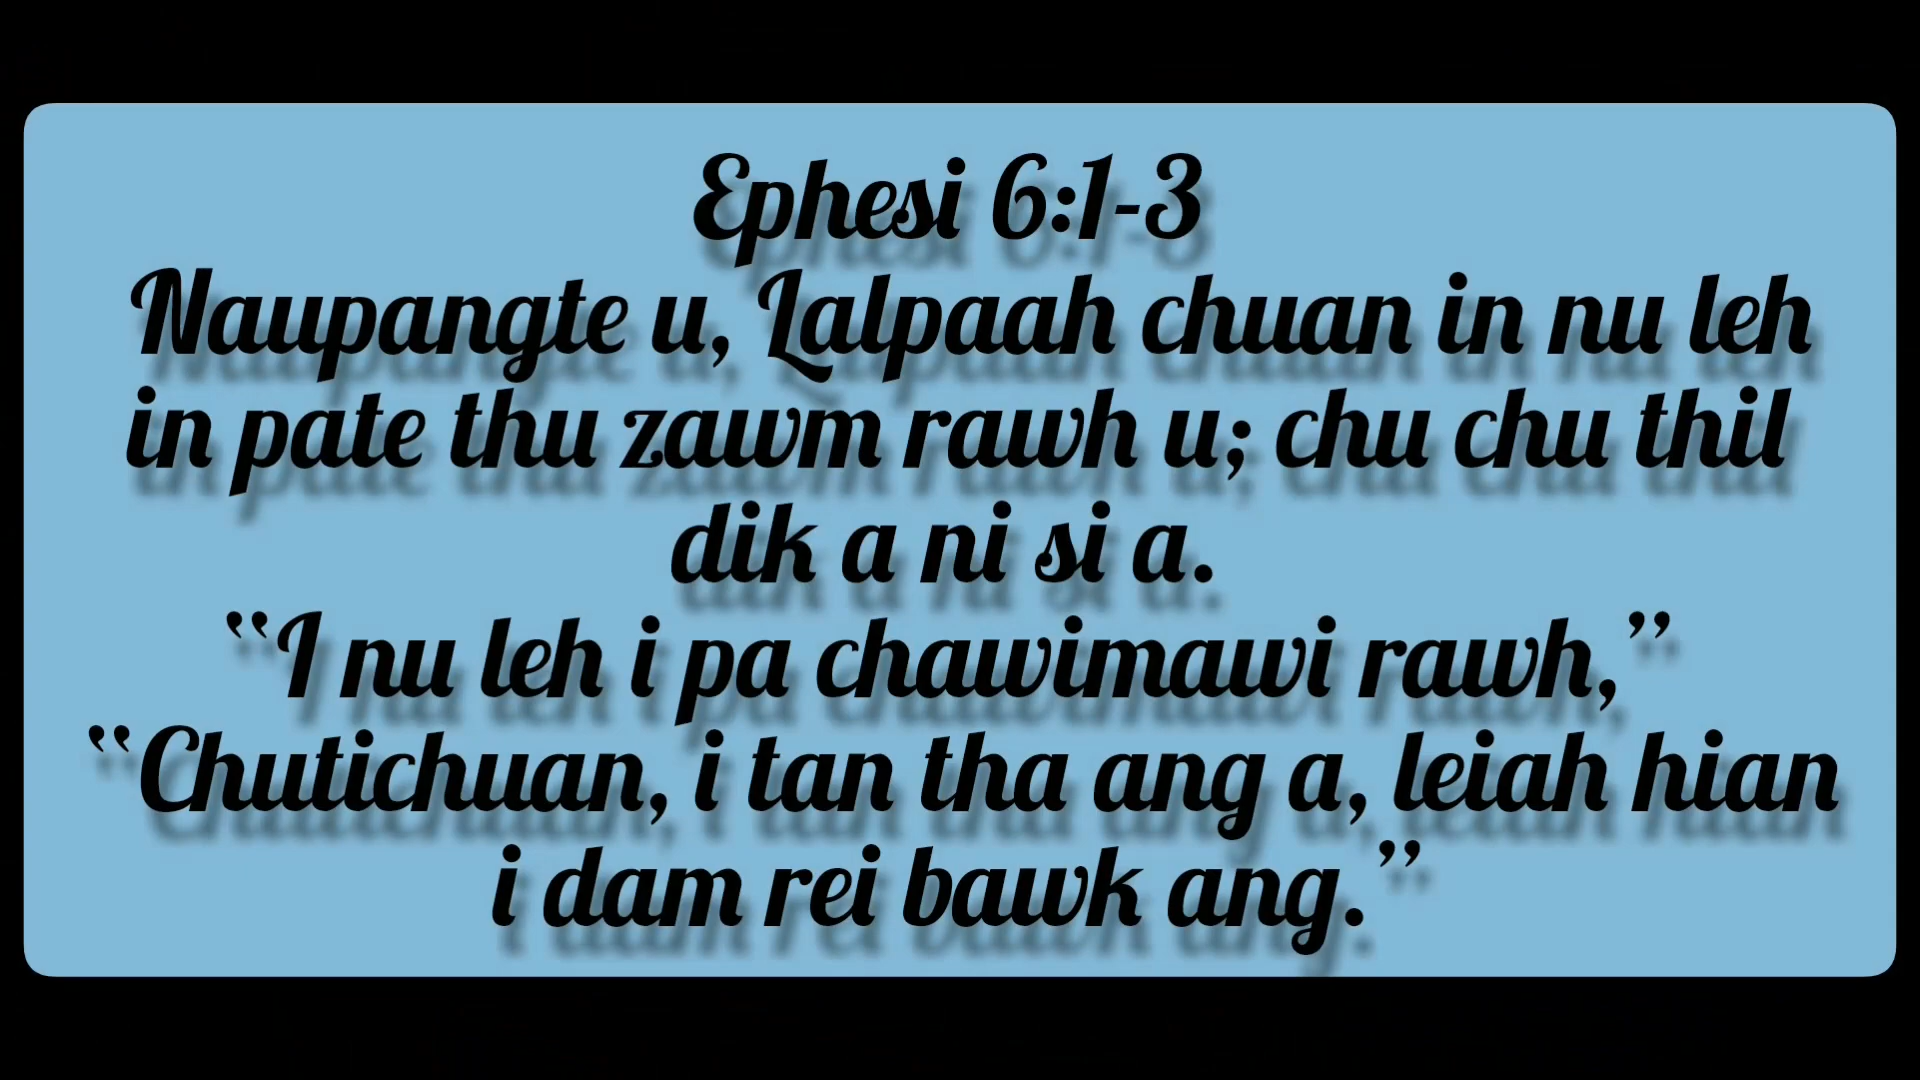 Ephesi 6:1-3
Naupangte u, Lalpaah chuan in nu leh
in pate thu zawm rawh u; chu chu thil
dik a ni si a.
“I nu leh i pa chawimawi rawh,”
“Chutichuan, i tan tha ang a, leiah hian
i dam rei bawk ang.”